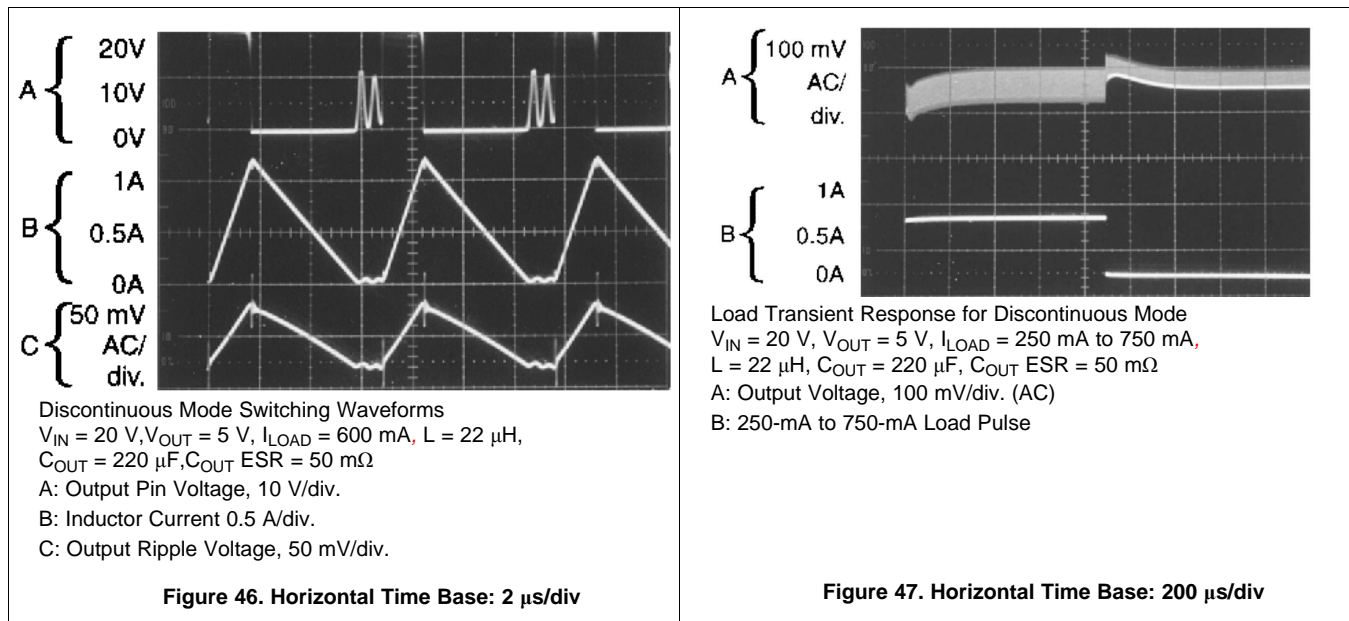 A
20V
10V
0V
B
1A
0.5A
0A
C
50 mV
AC/
div.
Discontinuous Mode Switching Waveforms
VIN = 20 V,VOUT = 5 V, ILOAD = 600 mA, L = 22 μH,
COUT = 220 μF,COUT ESR = 50 mΩ
A: Output Pin Voltage, 10 V/div.
B: Inductor Current 0.5 A/div.
C: Output Ripple Voltage, 50 mV/div.
Figure 46. Horizontal Time Base: 2 μs/div
A
100 mV
AC/
div.
B
1A
0.5A
0A
Load Transient Response for Discontinuous Mode
VIN = 20 V, VOUT = 5 V, ILOAD = 250 mA to 750 mA,
L = 22 μH, COUT = 220 μF, COUT ESR = 50 mΩ
A: Output Voltage, 100 mV/div. (AC)
B: 250-mA to 750-mA Load Pulse
Figure 47. Horizontal Time Base: 200 μs/div